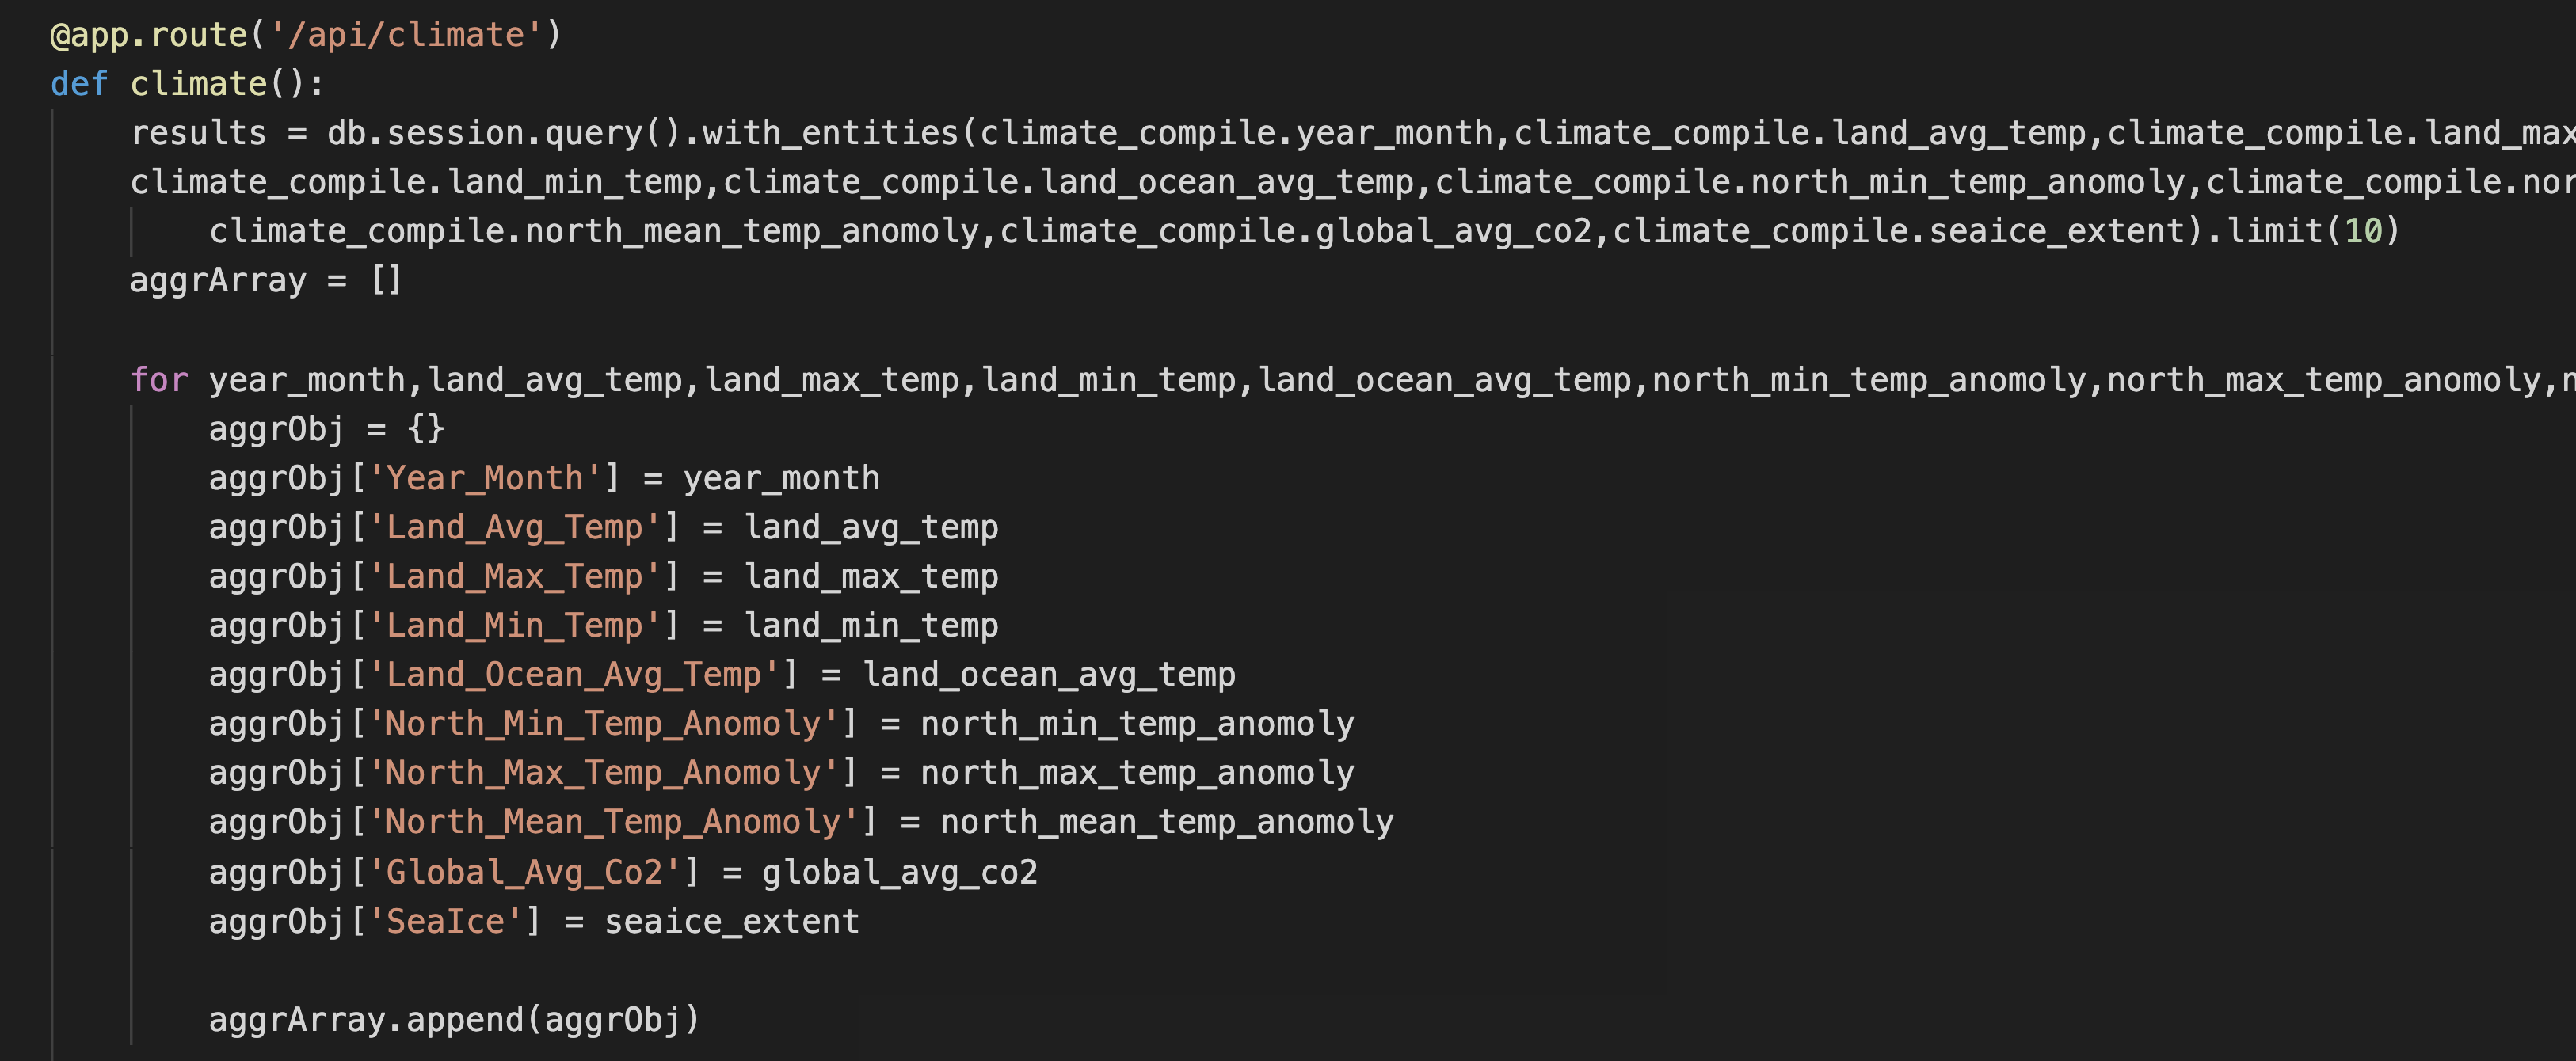 @app.route('/api/climate')
def climate():
    results = db.session.query().with_entities(climate_compile.year_month,climate_compile.land_avg_temp,climate_compile.land_max
    climate_compile.land_min_temp,climate_compile.land_ocean_avg_temp,climate_compile.north_min_temp_anomoly,climate_compile.nor
        climate_compile.north_mean_temp_anomoly,climate_compile.global_avg_co2,climate_compile.seaice_extent).limit(10)
    aggrArray = []
    for year_month,land_avg_temp,land_max_temp,land_min_temp,land_ocean_avg_temp,north_min_temp_anomoly,north_max_temp_anomoly,n
        aggrObj = {}
        aggrObj['Year_Month'] = year_month
        aggrObj['Land_Avg_Temp'] = land_avg_temp
        aggrObj['Land_Max_Temp'] = land_max_temp
        aggrObj['Land_Min_Temp'] = land_min_temp
        aggrObj['Land_Ocean_Avg_Temp'] = land_ocean_avg_temp
        aggrObj['North_Min_Temp_Anomoly'] = north_min_temp_anomoly
        aggrObj['North_Max_Temp_Anomoly'] = north_max_temp_anomoly
        aggrObj['North_Mean_Temp_Anomoly'] = north_mean_temp_anomoly
        aggrObj['Global_Avg_Co2'] = global_avg_co2
        aggrObj['SeaIce'] = seaice_extent
        aggrArray.append(aggrObj)